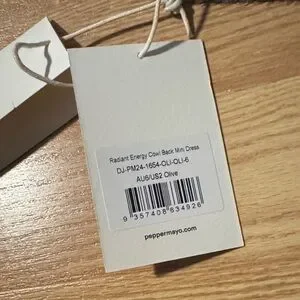 Radiant Energy Cowl Back Mini Dress
DJ-PM24-1654-OLI-OLI-6
AU6/US2 Olive
9 357408 634926
peppermayo.com